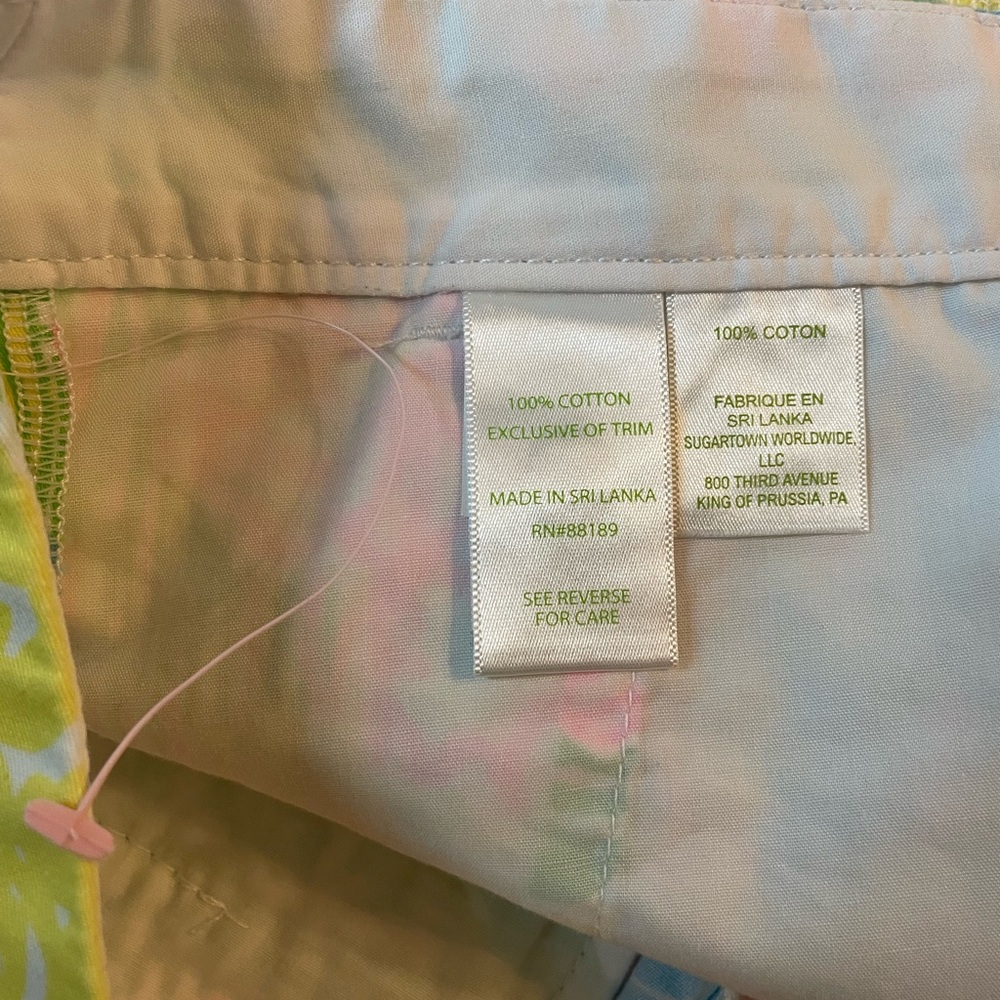 100% COTTON
EXCLUSIVE OF TRIM
MADE IN SRI LANKA
RN#88189
SEE REVERSE
FOR CARE
100% COTON
FABRIQUE EN
SRI LANKA
SUGARTOWN WORLDWIDE,
LLC
800 THIRD AVENUE
KING OF PRUSSIA, PA